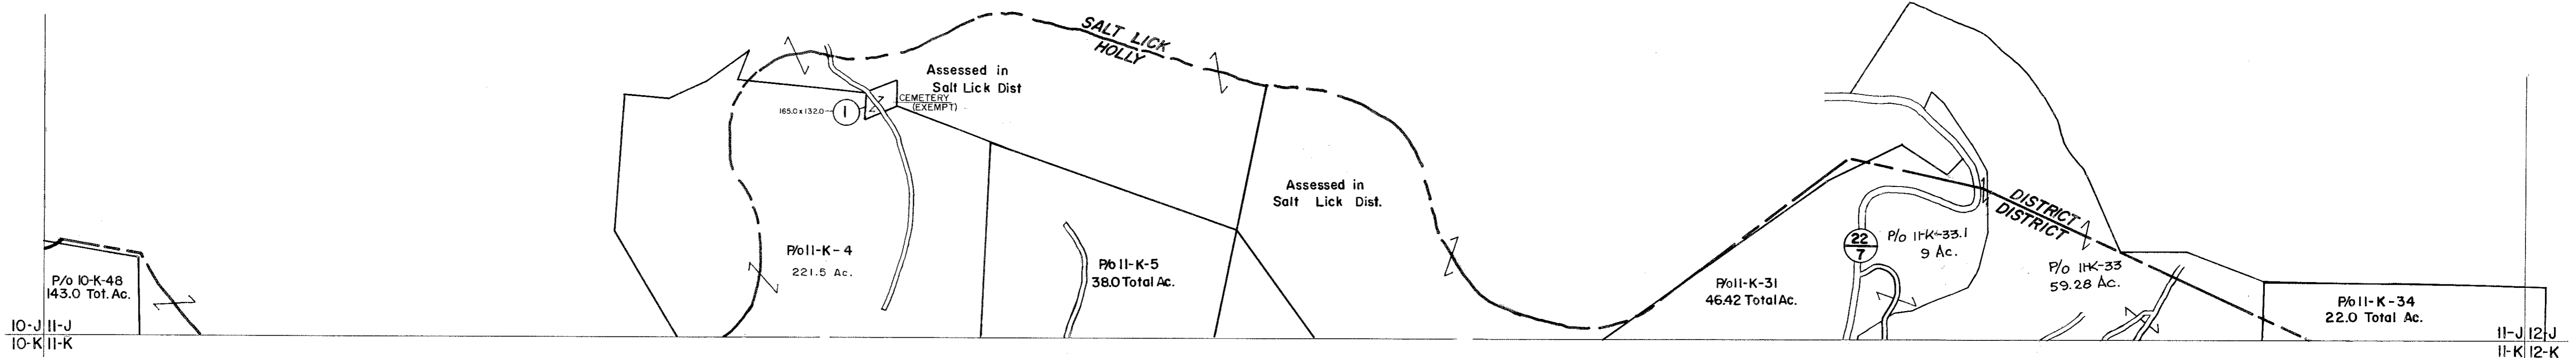 SALT LICK
HOLLY
Assessed in
Salt Lick Dist
CEMETERY
(EXEMPT)
165.0 x 132.0
1
Assessed in
Salt Lick Dist.
DISTRICT
DISTRICT
22
7
P/o 11-K-33.1
9 Ac.
P/o 11-K-4
221.5 Ac.
P/o 11-K-5
38.0 Total Ac.
P/o 11-K-33
59.28 Ac.
P/o 10-K-48
143.0 Tot. Ac.
P/o 11-K-31
46.42 Total Ac.
P/o 11-K-34
22.0 Total Ac.
10-J 11-J
10-K 11-K
11-J 12-J
11-K 12-K